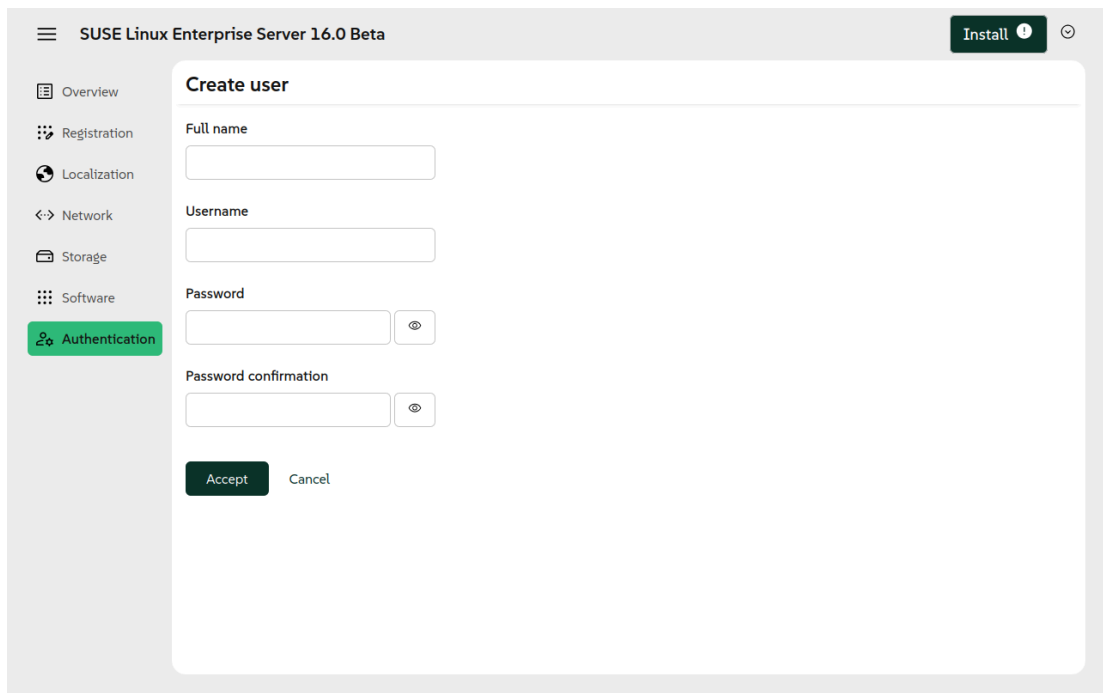 SUSE Linux Enterprise Server 16.0 Beta
Install
Overview
Registration
Localization
Network
Storage
Software
Authentication
Create user
Full name
Username
Password
Password confirmation
Accept Cancel